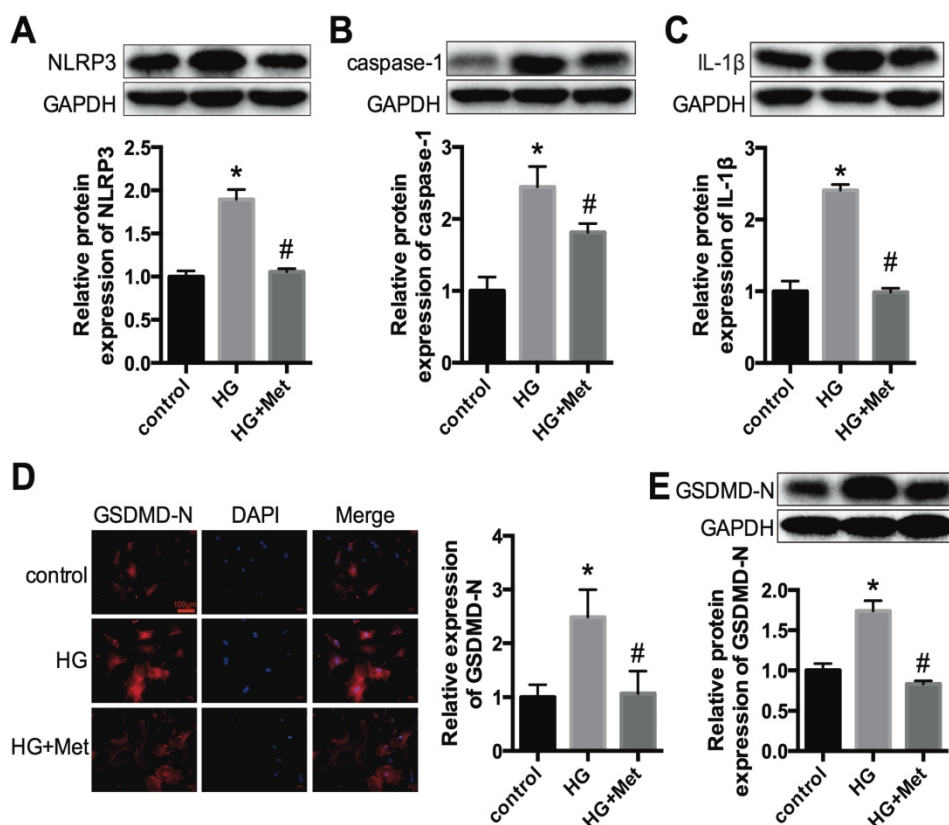 A
NLRP3
GAPDH
Relative protein
expression of NLRP3
2.5
2.0
1.5
1.0
0.5
0.0
*
#
control
HG
HG+Met
B
caspase-1
GAPDH
Relative protein
expression of caspase-1
3
2
1
0
*
#
control
HG
HG+Met
C
IL-1β
GAPDH
Relative protein
expression of IL-1β
3
2
1
0
*
#
control
HG
HG+Met
D
GSDMD-N
DAPI
Merge
control
100μm
HG
HG+Met
Relative expression
of GSDMD-N
4
3
2
1
0
*
#
control
HG
HG+Met
E
GSDMD-N
GAPDH
Relative protein
expression of GSDMD-N
2.0
1.5
1.0
0.5
0.0
*
#
control
HG
HG+Met